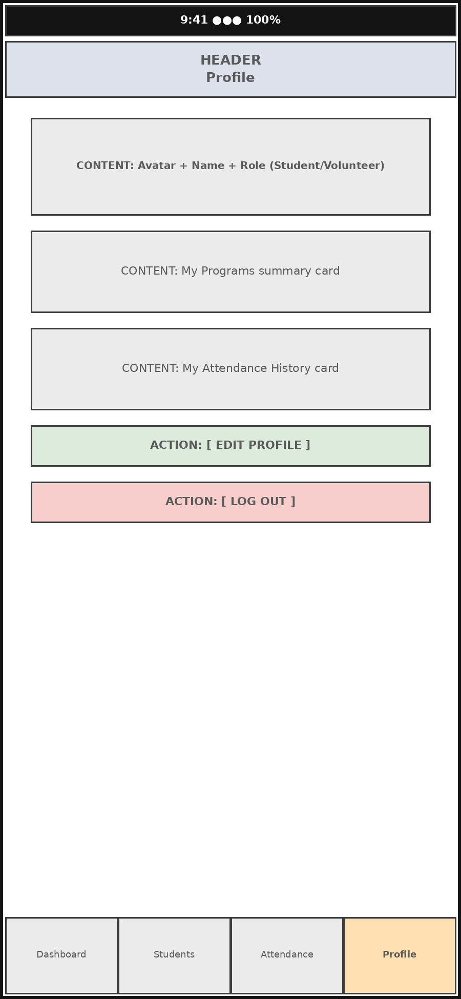 9:41 ●●● 100%
HEADER
Profile
CONTENT: Avatar + Name + Role (Student/Volunteer)
CONTENT: My Programs summary card
CONTENT: My Attendance History card
ACTION: [ EDIT PROFILE ]
ACTION: [ LOG OUT ]
Dashboard
Students
Attendance
Profile